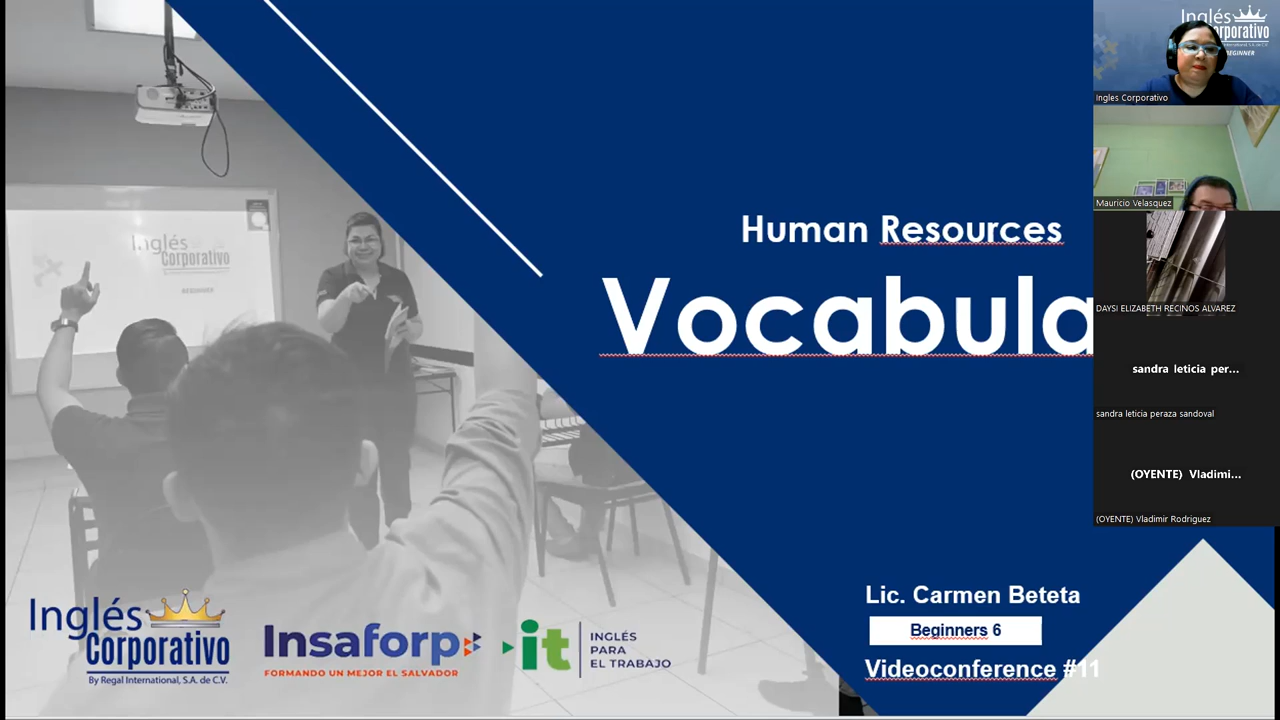 Human Resources
Vocabula
Lic. Carmen Beteta
Beginners 6
Videoconference #11
Inglés
Corporativo
By Regal International, S.A. de C.V.
Insaforp
FORMANDO UN MEJOR EL SALVADOR
it
INGLÉS
PARA
EL TRABAJO
Inglés
Corporativo
BEGINNER
Inglés
orporativo
BEGINNER
Ingles Corporativo
Mauricio Velasquez
DAYSI ELIZABETH RECINOS ALVAREZ
sandra leticia per...
sandra leticia peraza sandoval
(OYENTE) Vladimi...
(OYENTE) Vladimir Rodriguez